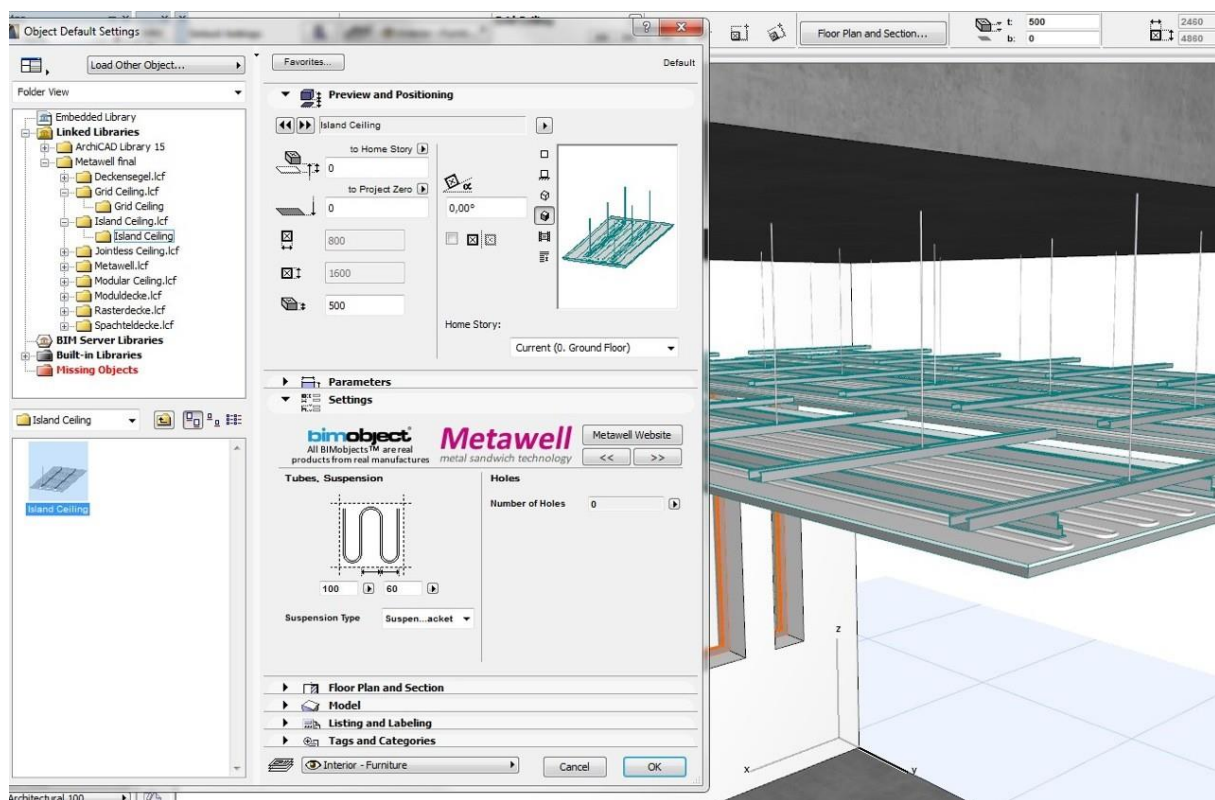 Object Default Settings
Load Other Object...
Folder View
Embedded Library
Linked Libraries
ArchiCAD Library 15
Metawell final
Deckensegel.lcf
Grid Ceiling.lcf
Grid Ceiling
Island Ceiling.lcf
Island Ceiling
Jointless Ceiling.lcf
Metawell.lcf
Modular Ceiling.lcf
Moduldecke.lcf
Rasterdecke.lcf
Spachteldecke.lcf
BIM Server Libraries
Built-in Libraries
Missing Objects
Island Ceiling
Island Ceiling
Favorites...
Default
Preview and Positioning
Island Ceiling
to Home Story
0
to Project Zero
0
800
1600
500
α
0,00°
Home Story:
Current (0. Ground Floor)
Parameters
Settings
bimobject
All BIMobjects™ are real
products from real manufactures
Metawell
metal sandwich technology
Metawell Website
<< >>
Tubes, Suspension
100 60
Suspension Type Suspen...acket
Holes
Number of Holes 0
Floor Plan and Section
Model
Listing and Labeling
Tags and Categories
Interior - Furniture
Cancel OK
Floor Plan and Section...
t: 500
b: 0
2460
4860
z
x
y
Architectural 100